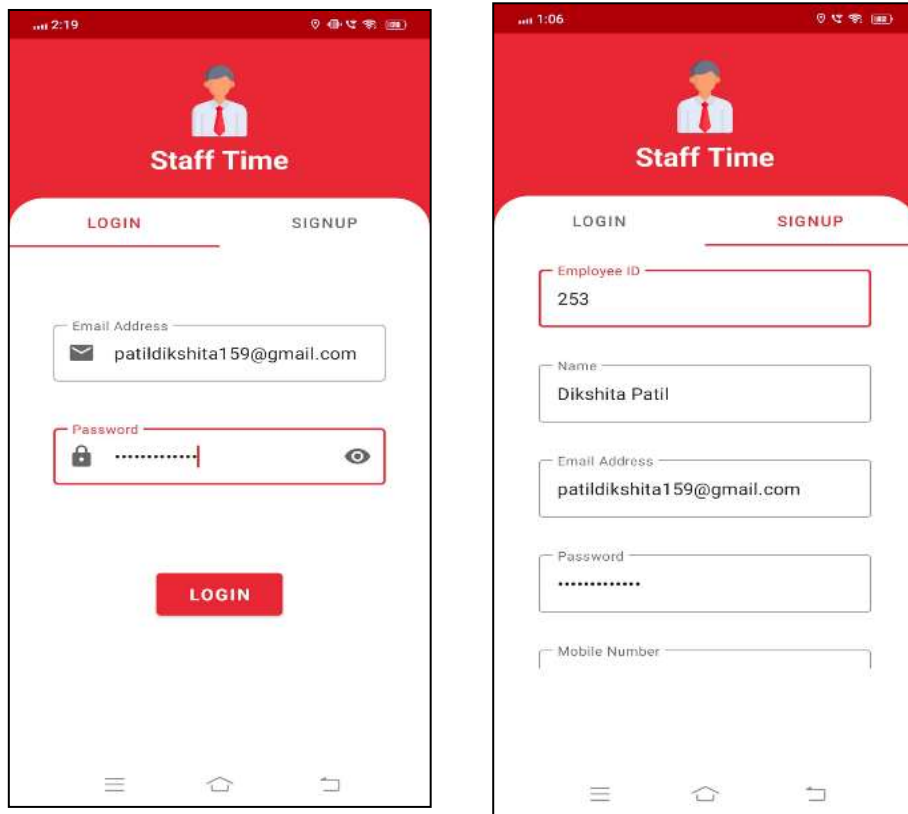 2:19
Staff Time
LOGIN
SIGNUP
Email Address
patildikshita159@gmail.com
Password
•••••••••••••
LOGIN
1:06
Staff Time
LOGIN
SIGNUP
Employee ID
253
Name
Dikshita Patil
Email Address
patildikshita159@gmail.com
Password
•••••••••••••
Mobile Number